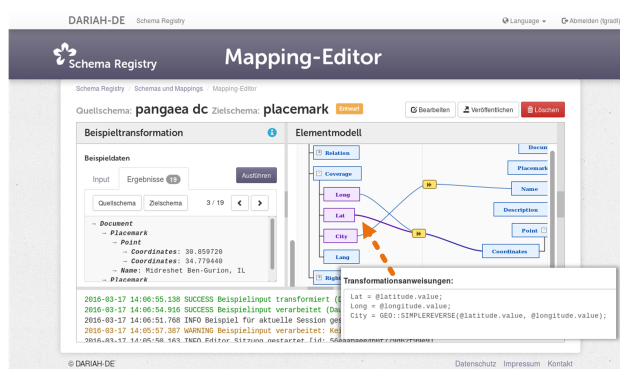 DARIAH-DE Schema Registry
Language
Abmelden (tgradl)
Schema Registry
Mapping-Editor
Schema Registry / Schemas und Mappings / Mapping-Editor
Quellschema: pangaea dc Zielschema: placemark Entwurf
Bearbeiten
Veröffentlichen
Löschen
Beispieltransformation
Elementmodell
Beispieldaten
Input
Ergebnisse 19
Ausführen
Quellschema
Zielschema
3 / 19
→ Document
→ Placemark
→ Point
→ Coordinates: 30.859720
→ Coordinates: 34.779440
→ Name: Midreshet Ben-Gurion, IL
→ Placemark
Relation
Coverage
Long
Lat
City
Lang
Righ
Docum
Placemark
Name
Description
Point
Coordinates
Transformationsanweisungen:
Lat = @latitude.value;
Long = @longitude.value;
City = GEO::SIMPLEREVERSE(@latitude.value, @longitude.value);
2016-03-17 14:06:55.138 SUCCESS Beispielinput transformiert (D
2016-03-17 14:06:54.916 SUCCESS Beispielinput verarbeitet (Dau
2016-03-17 14:06:51.768 INFO Beispiel für aktuelle Session ges
2016-03-17 14:05:57.387 WARNING Beispielinput verarbeitet: Kei
2016-03-17 14:05:50.163 INFO Editor Sitzung gestartet [id:
© DARIAH-DE
Datenschutz Impressum Kontakt